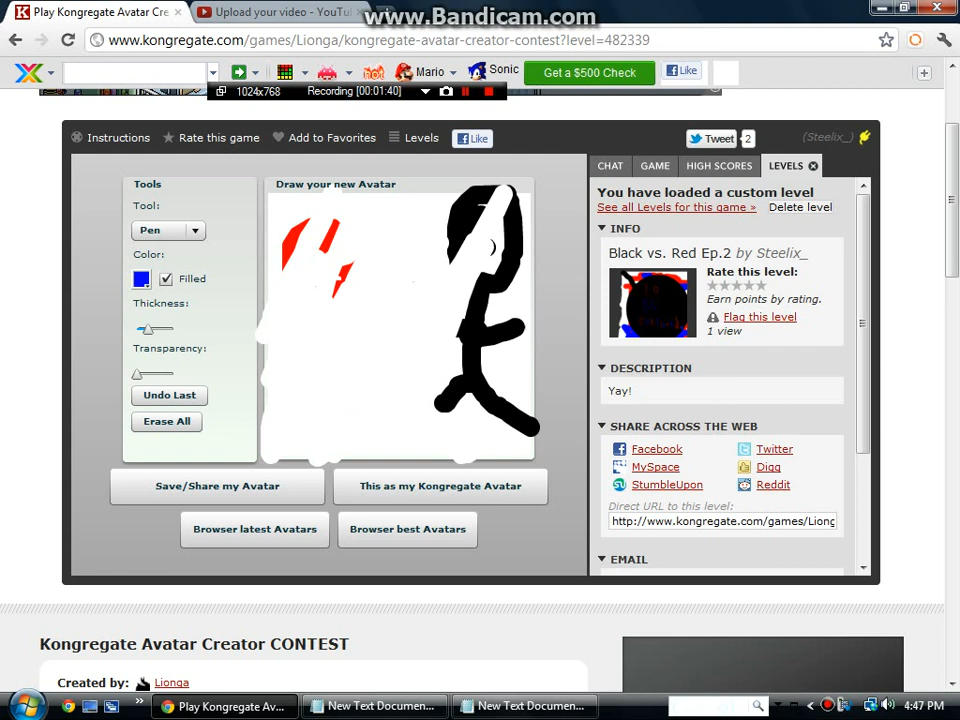 www.Bandicam.com
Play Kongregate Avatar Cre
Upload your video - YouTu
www.kongregate.com/games/Lionga/kongregate-avatar-creator-contest?level=482339
Mario
Sonic
Get a $500 Check
Like
1024x768
Recording [00:01:40]
Instructions
Rate this game
Add to Favorites
Levels
Like
Tweet
2
(Steelix_)
Tools
Draw your new Avatar
Tool:
Pen
Color:
Filled
Thickness:
Transparency:
Undo Last
Erase All
Save/Share my Avatar
This as my Kongregate Avatar
Browser latest Avatars
Browser best Avatars
CHAT
GAME
HIGH SCORES
LEVELS
You have loaded a custom level
See all Levels for this game »
Delete level
INFO
Black vs. Red Ep.2 by Steelix_
Rate this level:
Earn points by rating.
Flag this level
1 view
DESCRIPTION
Yay!
SHARE ACROSS THE WEB
Facebook
Twitter
MySpace
Digg
StumbleUpon
Reddit
Direct URL to this level:
http://www.kongregate.com/games/Liong
EMAIL
Kongregate Avatar Creator CONTEST
Created by:
Lionga
Play Kongregate Av...
New Text Documen...
New Text Documen...
4:47 PM